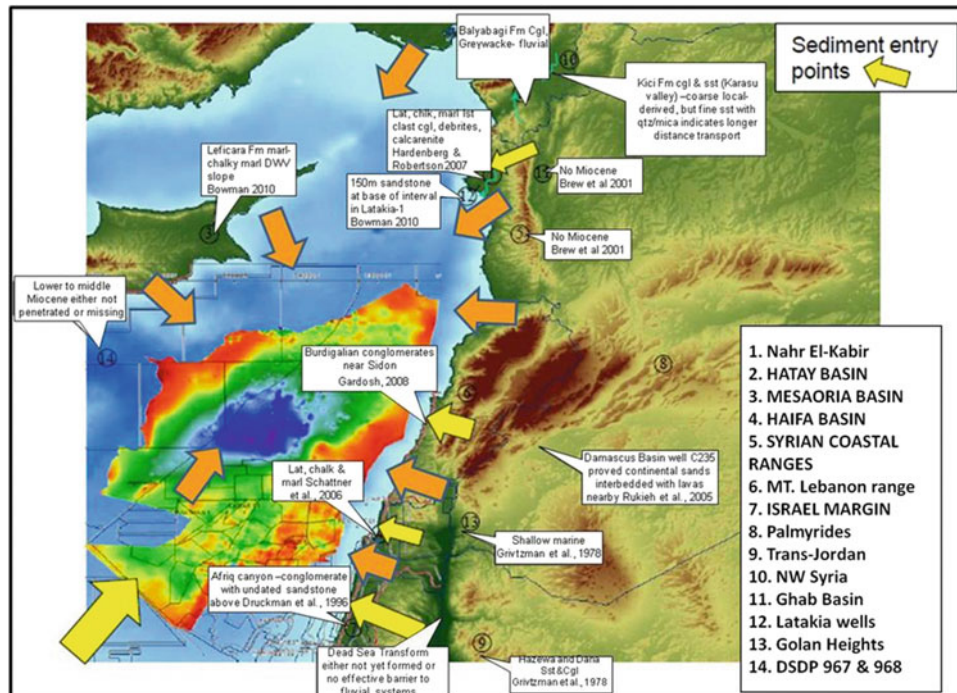 Balyabagi Fm Cgl,
Greywacke- fluvial
Sediment entry
points
10
Kici Fm cgl & sst (Karasu
valley) –coarse local-
derived, but fine sst with
qtz/mica indicates longer
distance transport
Lat, chlk, marl lst
clast cgl, debrites,
calcarenite
Hardenberg &
Robertson 2007
Lefkara Fm marl-
chalky marl DWV
slope
Bowman 2010
No Miocene
Brew et al 2001
12
150m sandstone
at base of interval
in Latakia-1
Bowman 2010
3
5
No Miocene
Brew et al 2001
Lower to middle
Miocene either not
penetrated or missing
14
Burdigalian conglomerates
near Sidon
Gardosh, 2008
8
6
1. Nahr El-Kabir
2. HATAY BASIN
3. MESAORIA BASIN
4. HAIFA BASIN
5. SYRIAN COASTAL
RANGES
6. MT. Lebanon range
7. ISRAEL MARGIN
8. Palmyrides
9. Trans-Jordan
10. NW Syria
11. Ghab Basin
12. Latakia wells
13. Golan Heights
14. DSDP 967 & 968
Lat, chalk &
marl Schattner
et al., 2006
Damascus Basin well C235
proved continental sands
interbedded with lavas
nearby Rukieh et al., 2005
13
Shallow marine
Grivtzman et al., 1978
Afriq canyon –conglomerate
with undated sandstone
above Druckman et al., 1996
Dead Sea Transform
either not yet formed or
no effective barrier to
fluvial systems
9
Hazewa and Dana
Sst &Cgl
Grivtzman et al., 1978